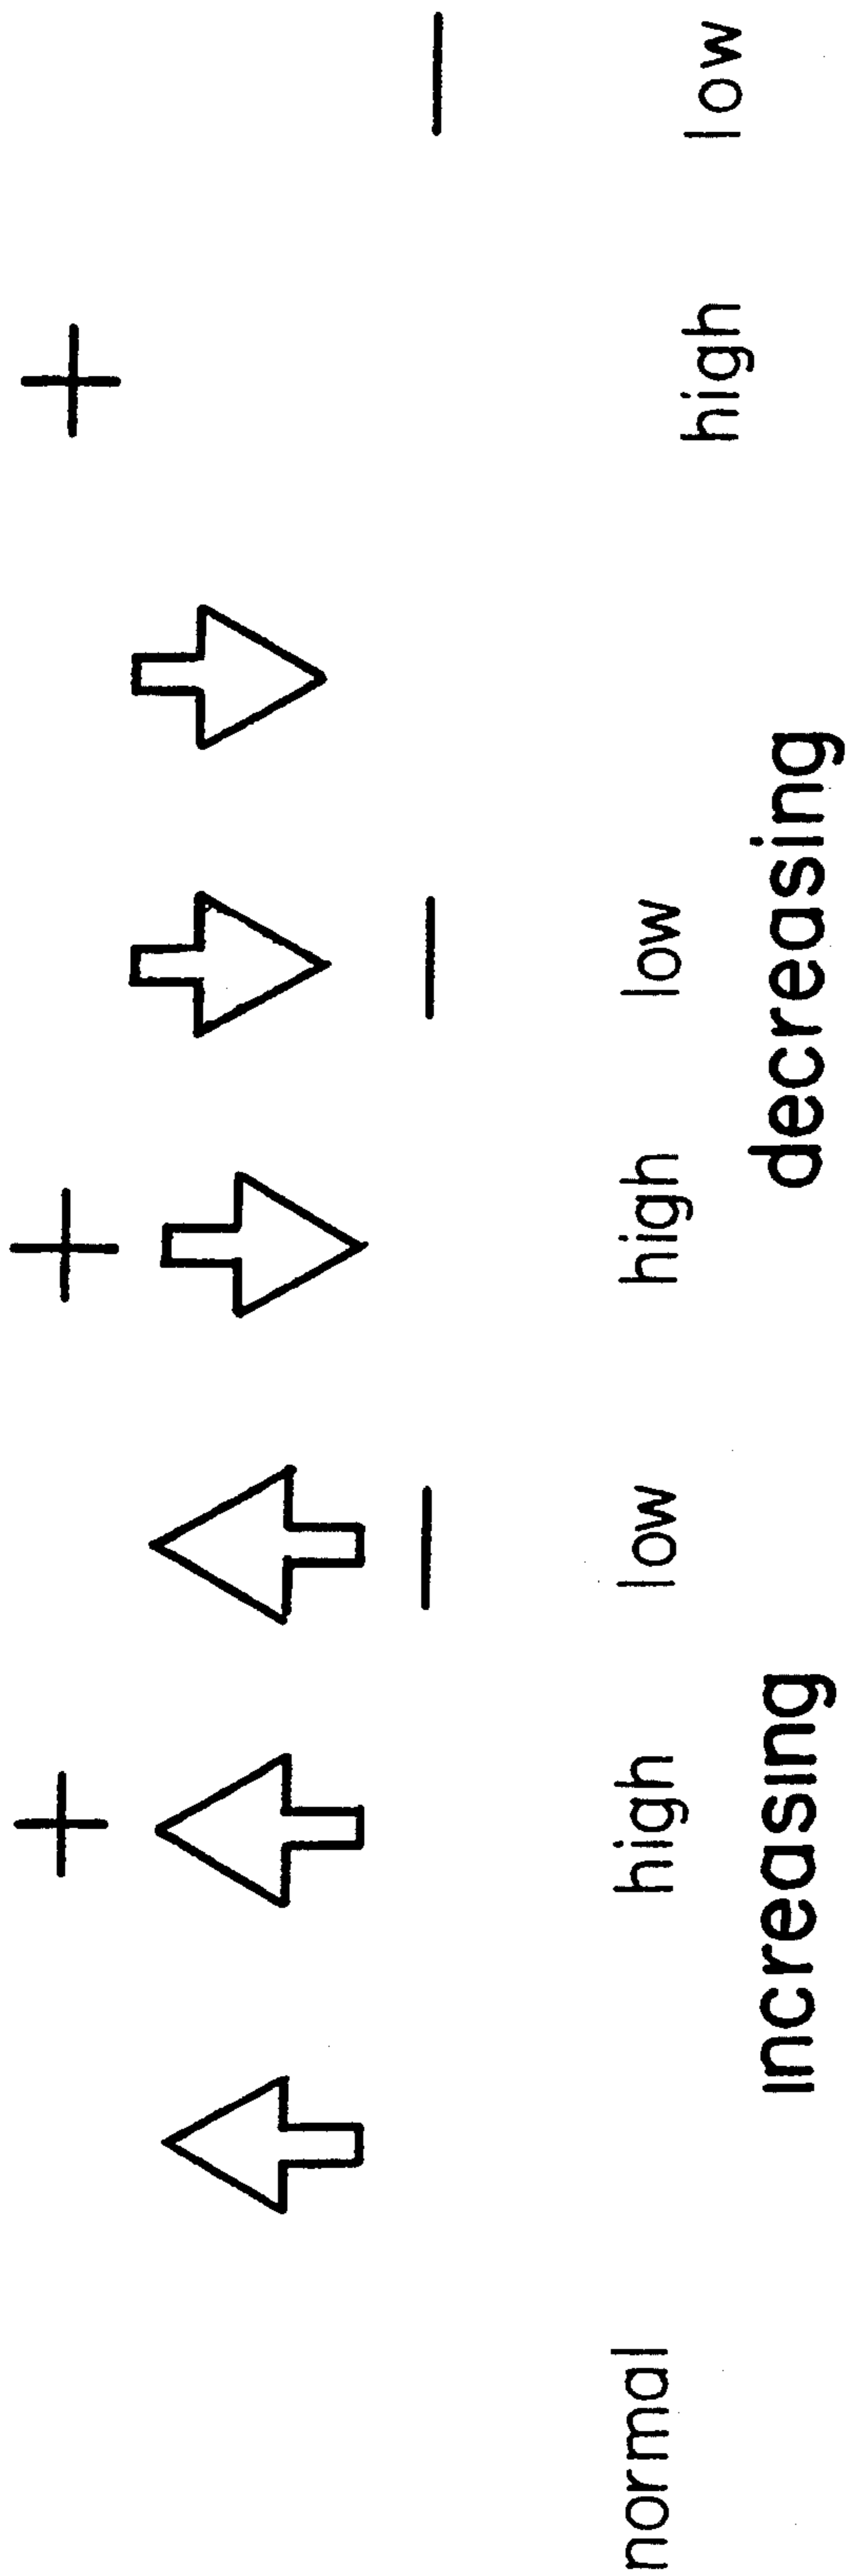 + + +
− − −
normal high low high low
high low
increasing decreasing